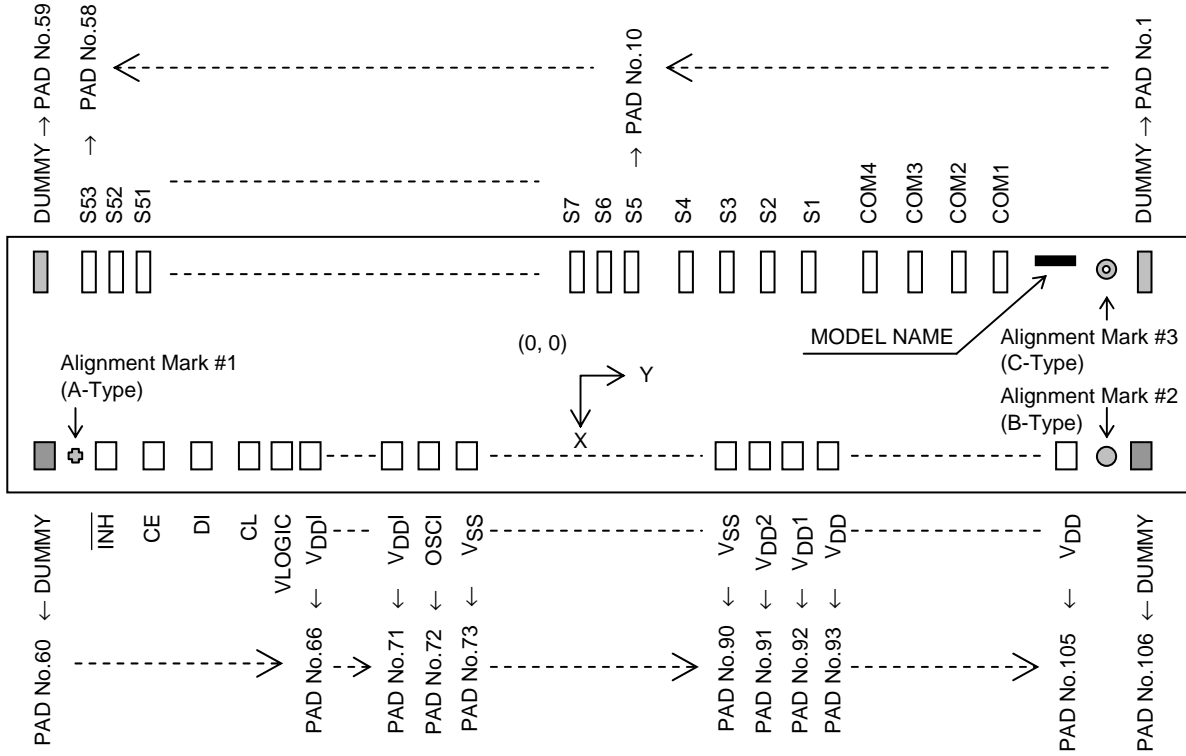 DUMMY → PAD No.59
S53 → PAD No.58
S52
S51
S7
S6
S5 → PAD No.10
S4
S3
S2
S1
COM4
COM3
COM2
COM1
DUMMY → PAD No.1
MODEL NAME
Alignment Mark #3
(C-Type)
Alignment Mark #1
(A-Type)
(0, 0)
Y
X
Alignment Mark #2
(B-Type)
PAD No.60 ← DUMMY
INH
CE
DI
CL
VLOGIC
PAD No.66 ← VDDI
PAD No.71 ← VDDI
PAD No.72 ← OSCI
PAD No.73 ← VSS
PAD No.90 ← VSS
PAD No.91 ← VDD2
PAD No.92 ← VDD1
PAD No.93 ← VDD
PAD No.105 ← VDD
PAD No.106 ← DUMMY